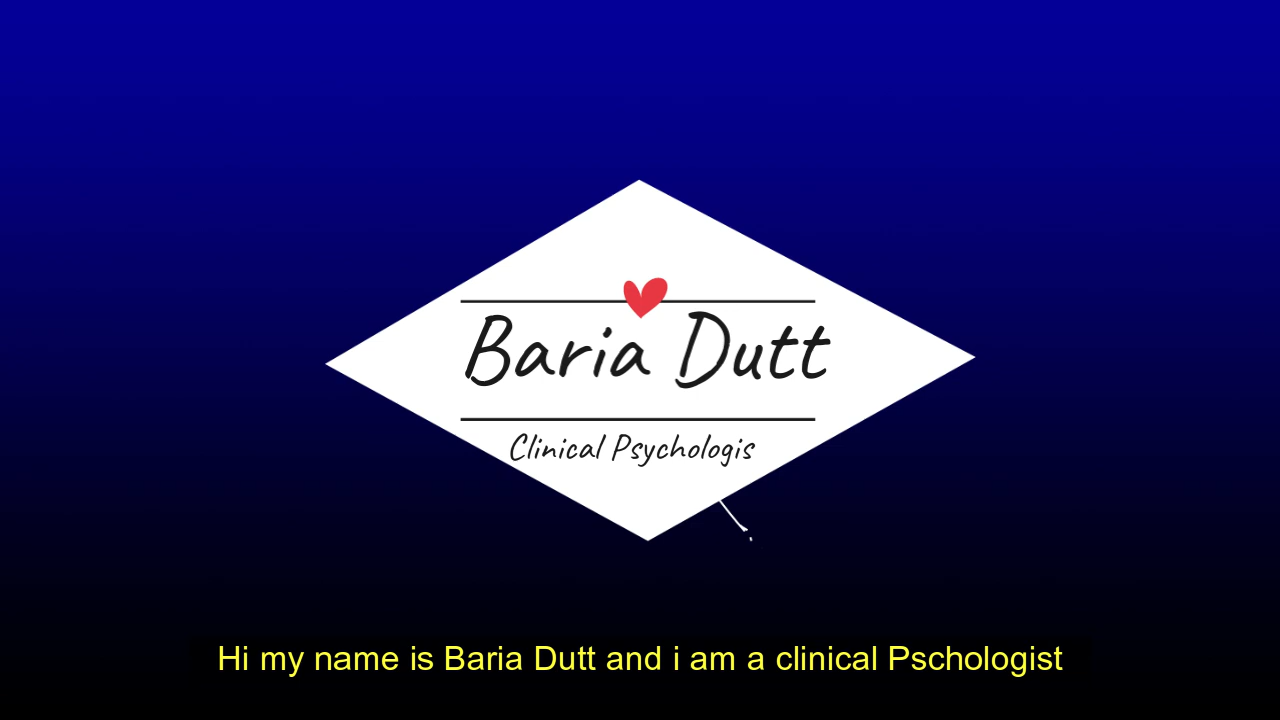 Baria Dutt
Clinical Psychologis
Hi my name is Baria Dutt and i am a clinical Pschologist